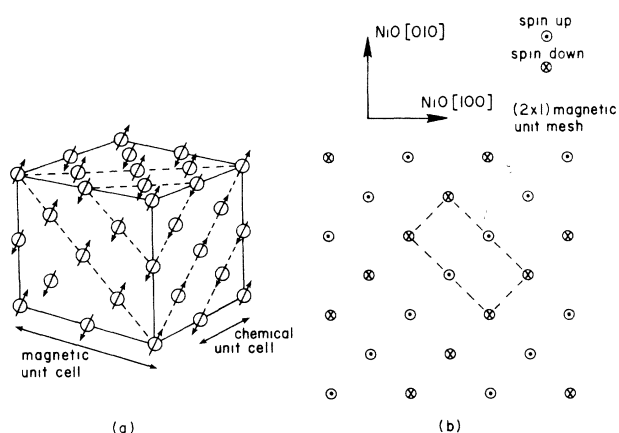 NiO [010]
NiO [100]
spin up
spin down
(2x1) magnetic
unit mesh
magnetic
unit cell
chemical
unit cell
(a)
(b)